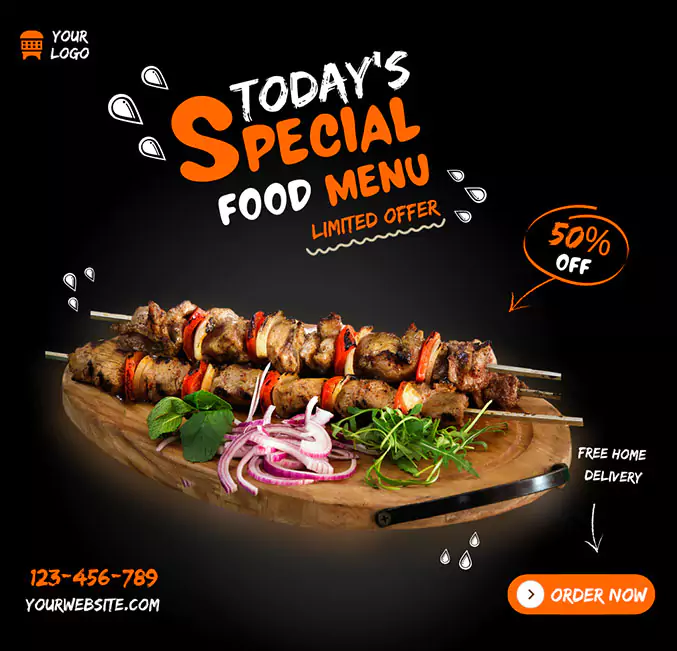 YOUR
LOGO
TODAY'S
SPECIAL
FOOD MENU
LIMITED OFFER
50%
OFF
FREE HOME
DELIVERY
123-456-789
YOURWEBSITE.COM
ORDER NOW